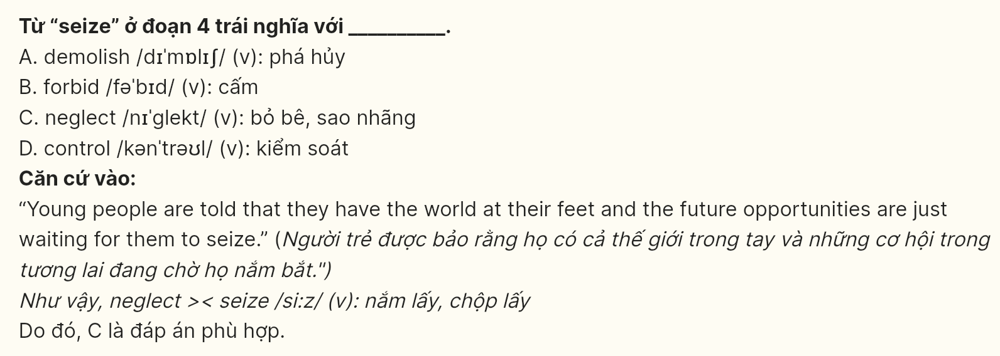 Từ “seize” ở đoạn 4 trái nghĩa với __________.
A. demolish /dɪˈmɒlɪʃ/ (v): phá hủy
B. forbid /fəˈbɪd/ (v): cấm
C. neglect /nɪˈɡlekt/ (v): bỏ bê, sao nhãng
D. control /kənˈtrəʊl/ (v): kiểm soát
Căn cứ vào:
“Young people are told that they have the world at their feet and the future opportunities are just
waiting for them to seize.” (Người trẻ được bảo rằng họ có cả thế giới trong tay và những cơ hội trong
tương lai đang chờ họ nắm bắt.")
Như vậy, neglect >< seize /si:z/ (v): nắm lấy, chộp lấy
Do đó, C là đáp án phù hợp.